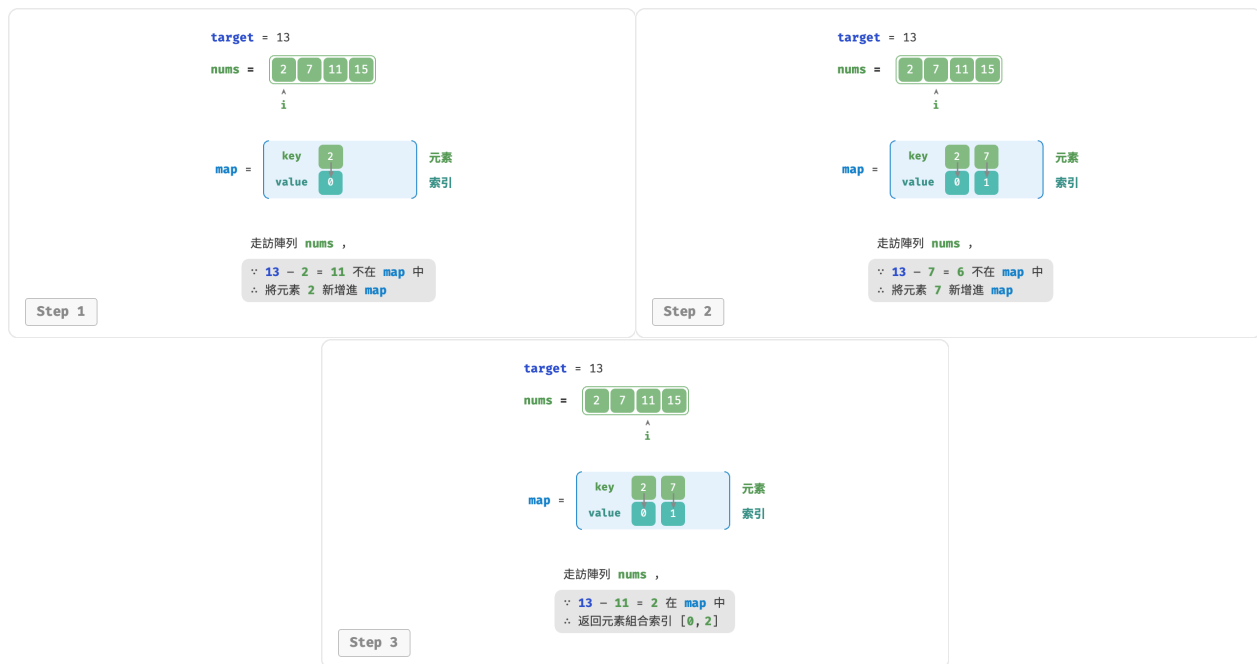 target = 13
nums = 2 7 11 15
i
key 2 元素
map =
value 0 索引
走訪陣列 nums ,
∵ 13 − 2 = 11 不在 map 中
∴ 將元素 2 新增進 map
Step 1
target = 13
nums = 2 7 11 15
i
key 2 7 元素
map =
value 0 1 索引
走訪陣列 nums ,
∵ 13 − 7 = 6 不在 map 中
∴ 將元素 7 新增進 map
Step 2
target = 13
nums = 2 7 11 15
i
key 2 7 元素
map =
value 0 1 索引
走訪陣列 nums ,
∵ 13 − 11 = 2 在 map 中
∴ 返回元素組合索引 [0,2]
Step 3